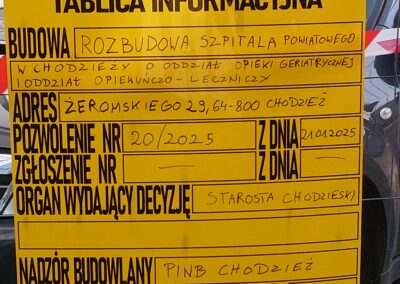 TABLICA INFORMACYJNA
BUDOWA ROZBUDOWA SZPITALA POWIATOWEGO
W CHODZIEŻY O ODDZIAŁ OPIEKI GERIATRYCZNEJ
I ODDZIAŁ OPIEKUŃCZO-LECZNICZY
ADRES ŻEROMSKIEGO 29, 64-800 CHODZIEŻ
POZWOLENIE NR 20/2025 Z DNIA 21.01.2025
ZGŁOSZENIE NR — Z DNIA —
ORGAN WYDAJĄCY DECYZJĘ STAROSTA CHODZIESKI
NADZÓR BUDOWLANY PINB CHODZIEŻ